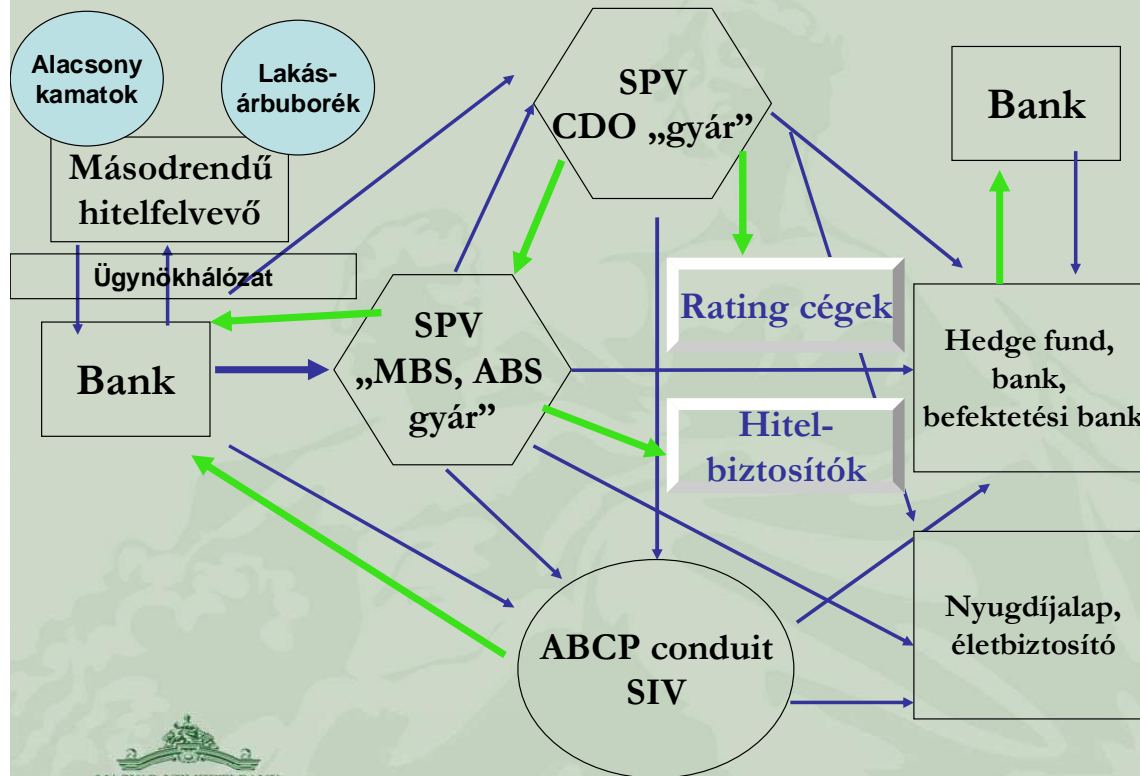 Alacsony
kamatok
Lakás-
árbuborék
Másodrendű
hitelfelvevő
Ügynökhálózat
Bank
SPV
CDO „gyár”
SPV
„MBS, ABS
gyár”
Rating cégek
Hitel-
biztosítók
ABCP conduit
SIV
Bank
Hedge fund,
bank,
befektetési bank
Nyugdíjalap,
életbiztosító